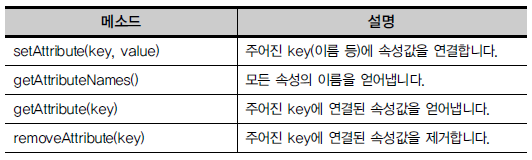 메소드 설명
setAttribute(key, value) 주어진 key(이름 등)에 속성값을 연결합니다.
getAttributeNames() 모든 속성의 이름을 얻어냅니다.
getAttribute(key) 주어진 key에 연결된 속성값을 얻어냅니다.
removeAttribute(key) 주어진 key에 연결된 속성값을 제거합니다.